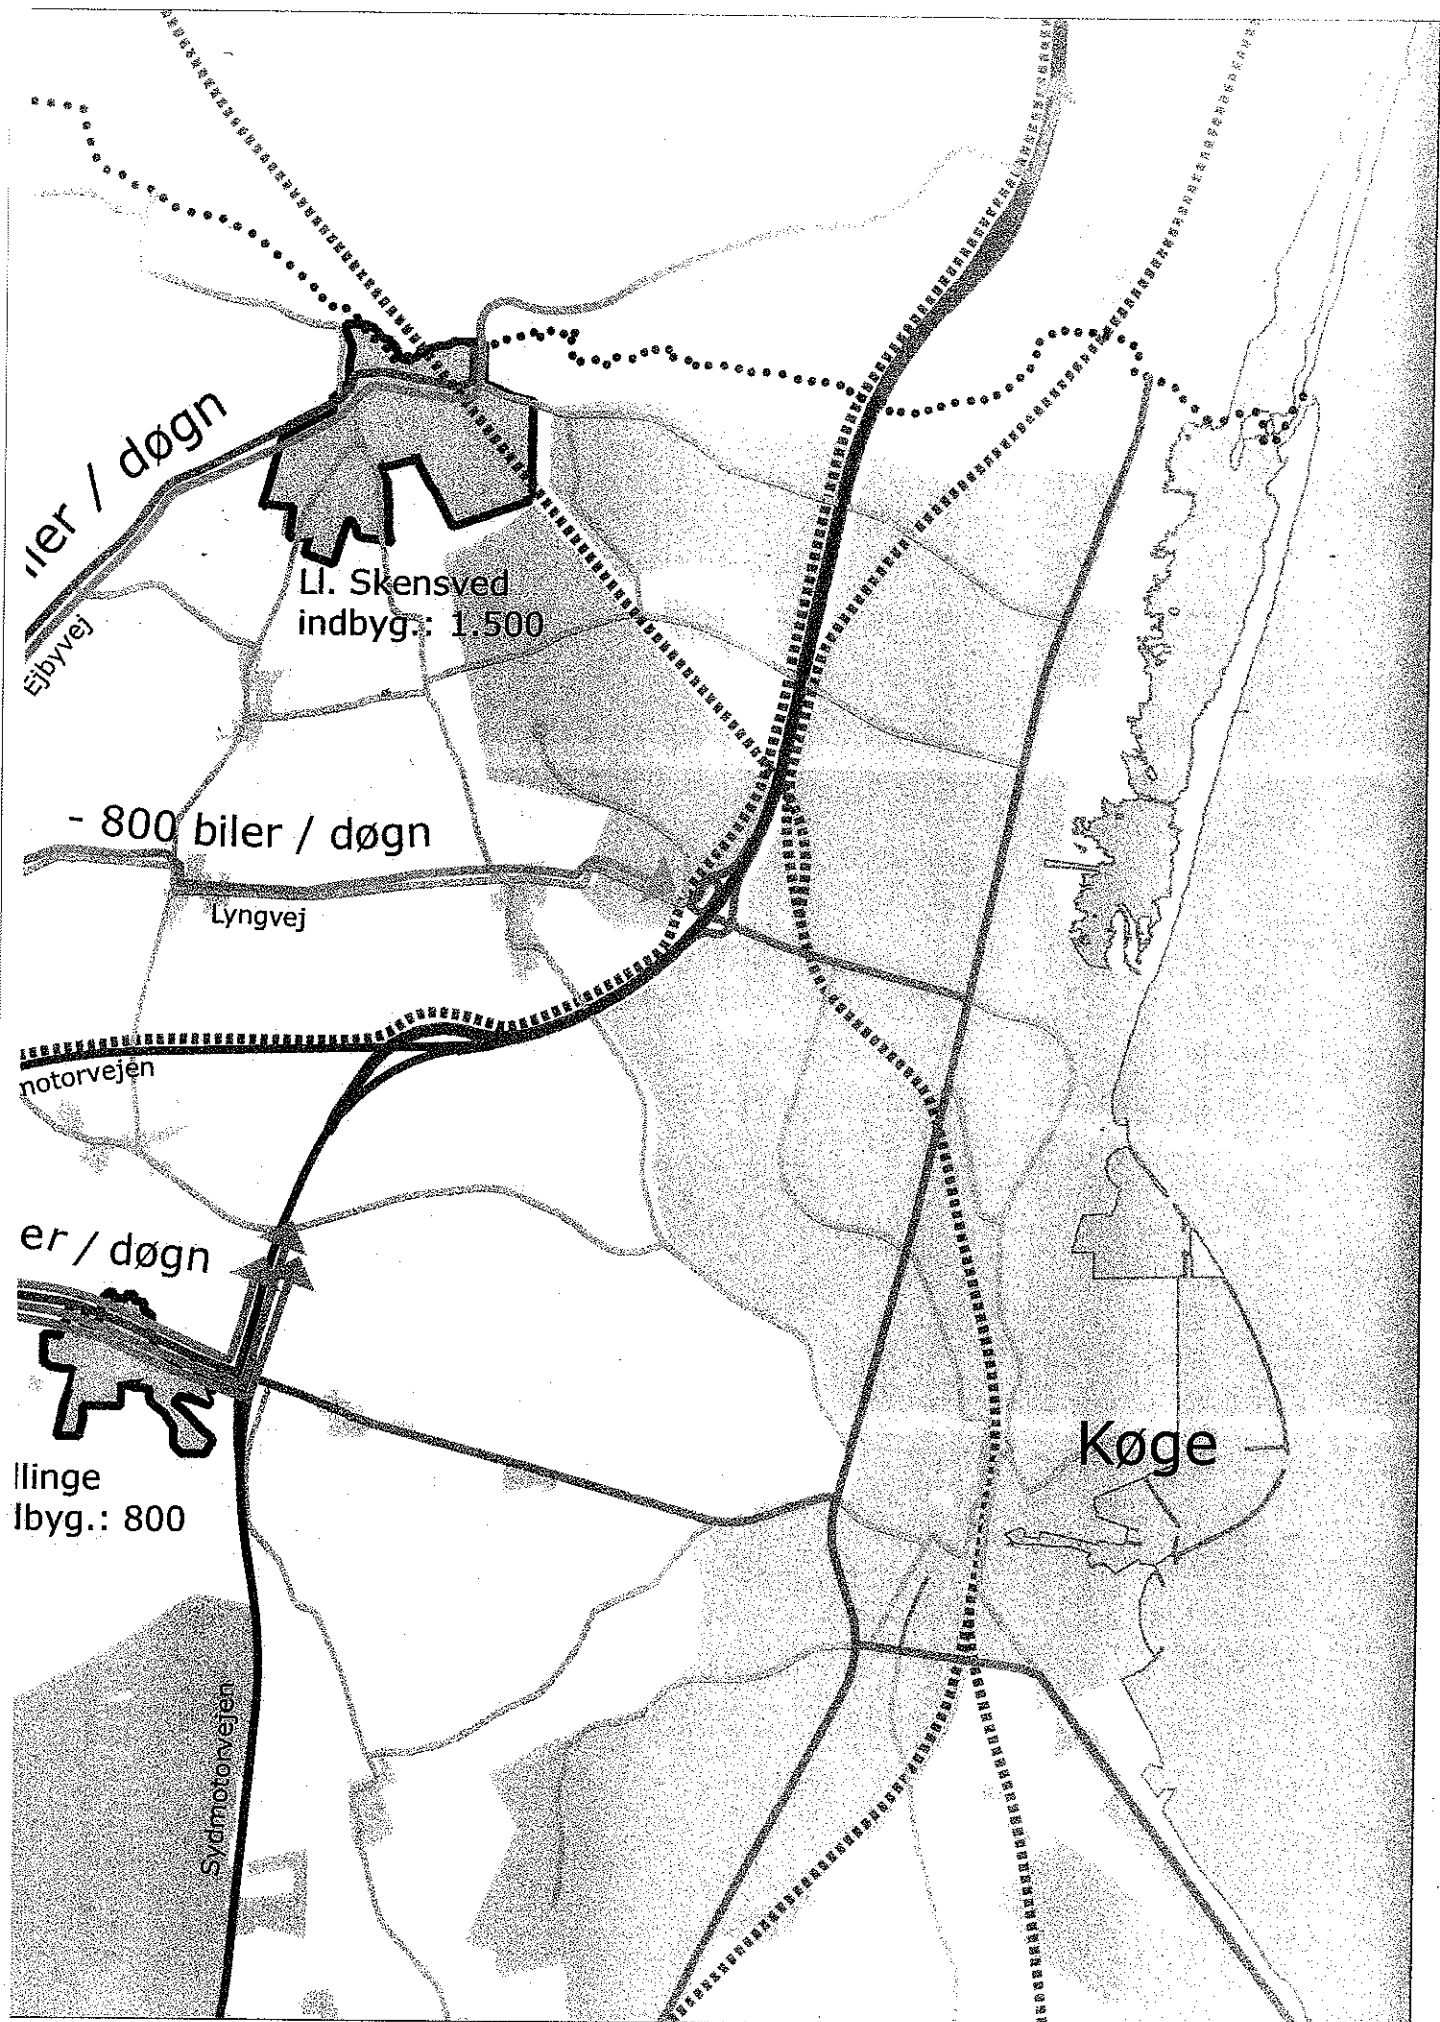 ler / døgn
Ll. Skensved
indbyg.: 1.500
Ejbyvej
- 800 biler / døgn
Lyngvej
motorvejen
er / døgn
Køge
llinge
lbyg.: 800
Sydmotorvejen